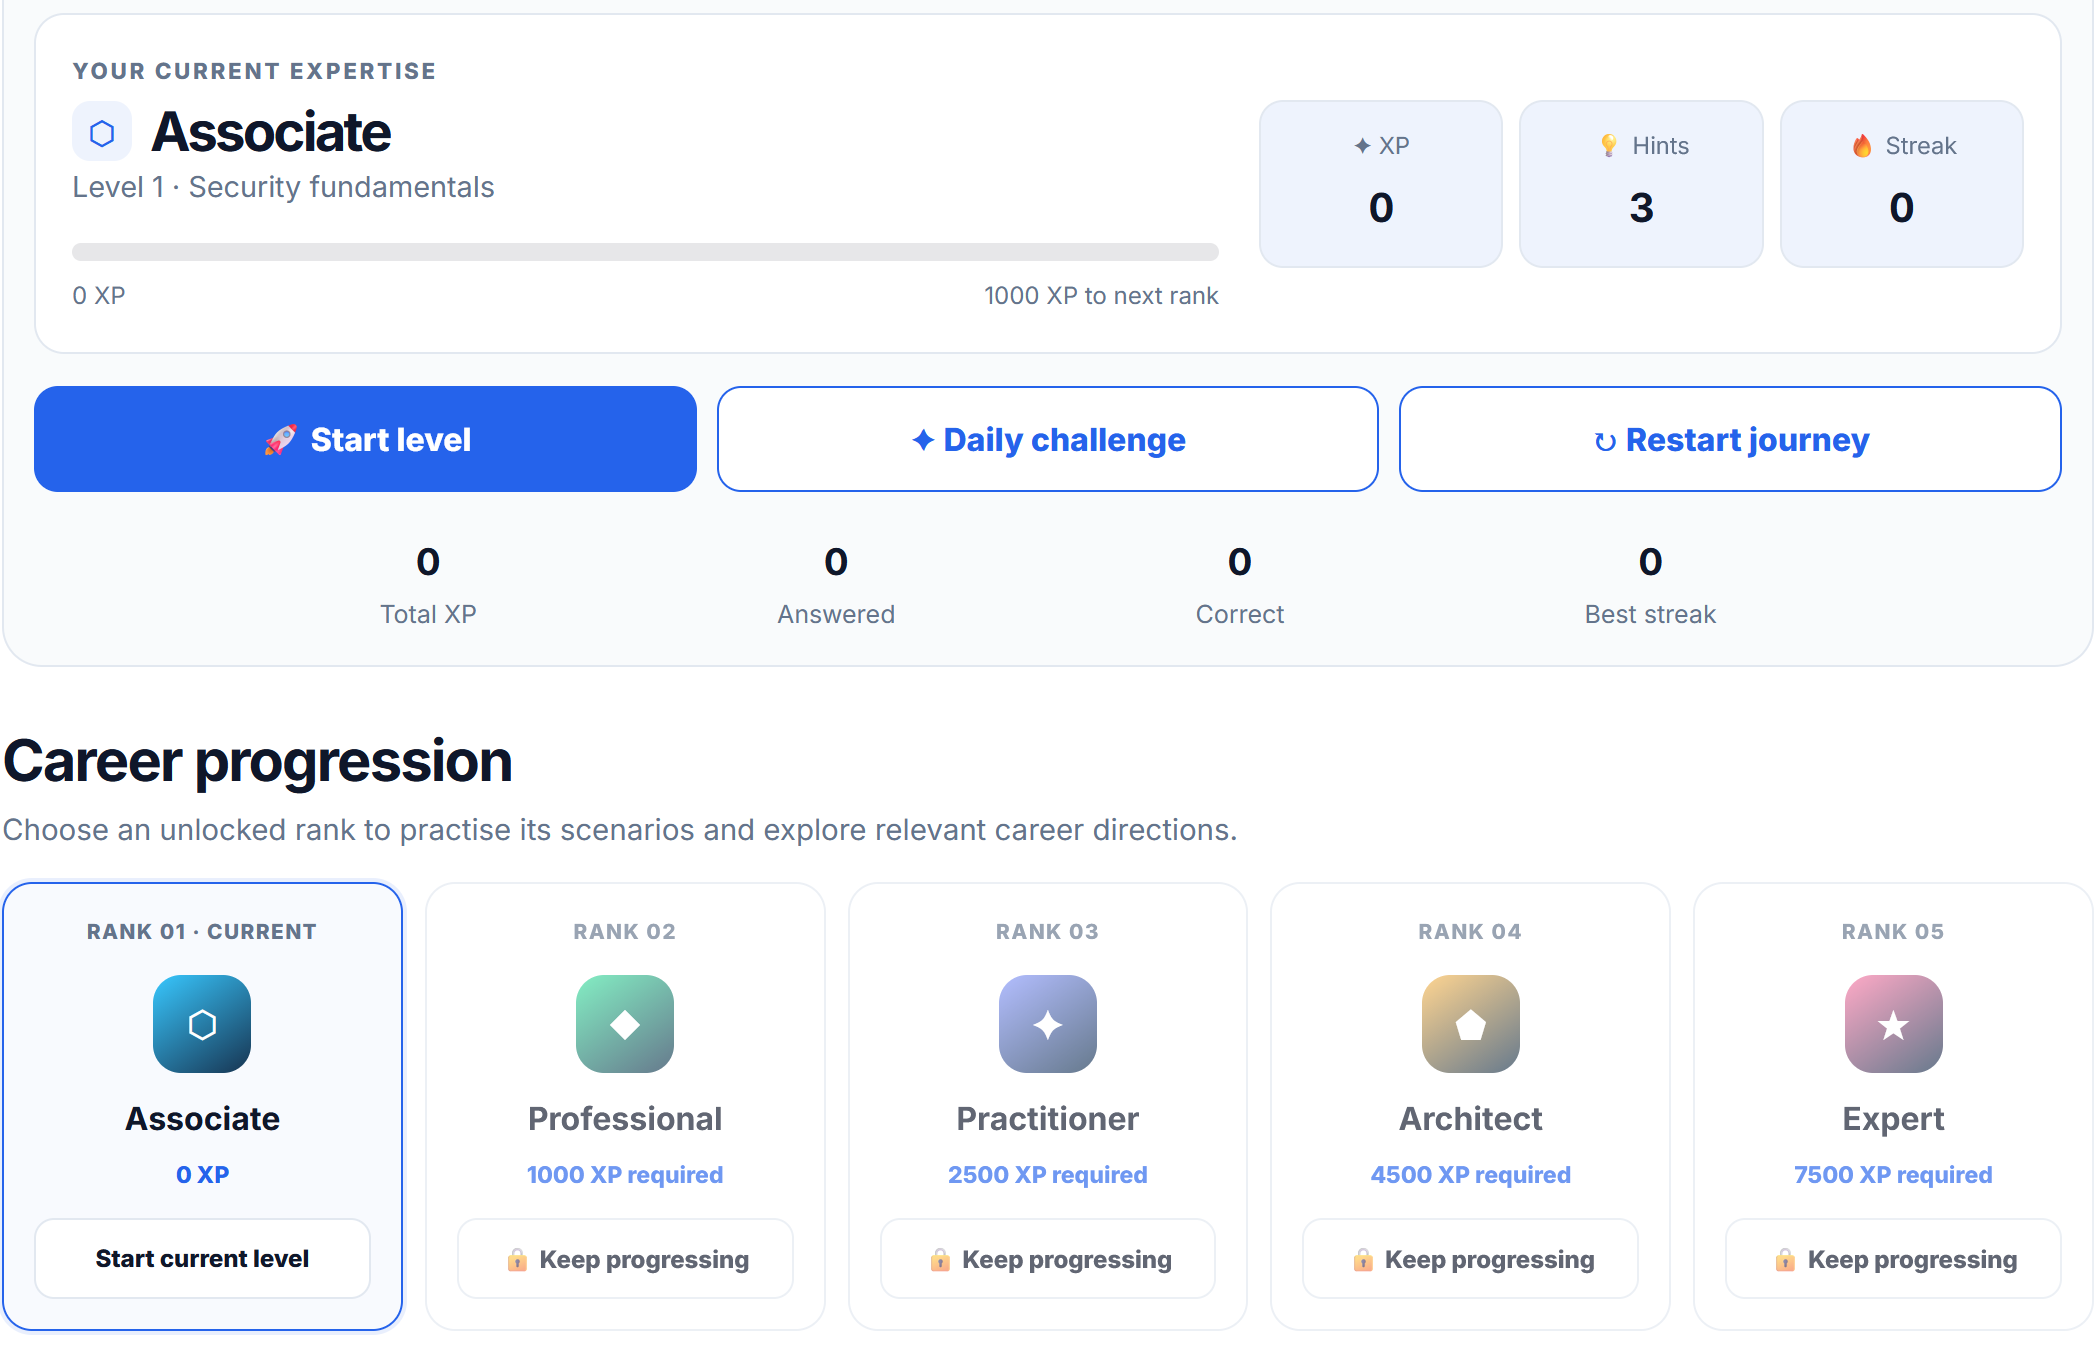 YOUR CURRENT EXPERTISE
Associate
Level 1 · Security fundamentals
0 XP
1000 XP to next rank
✦ XP
0
💡 Hints
3
🔥 Streak
0
🚀 Start level
✦ Daily challenge
↻ Restart journey
0
Total XP
0
Answered
0
Correct
0
Best streak
Career progression
Choose an unlocked rank to practise its scenarios and explore relevant career directions.
RANK 01 · CURRENT
Associate
0 XP
Start current level
RANK 02
Professional
1000 XP required
🔒 Keep progressing
RANK 03
Practitioner
2500 XP required
🔒 Keep progressing
RANK 04
Architect
4500 XP required
🔒 Keep progressing
RANK 05
Expert
7500 XP required
🔒 Keep progressing